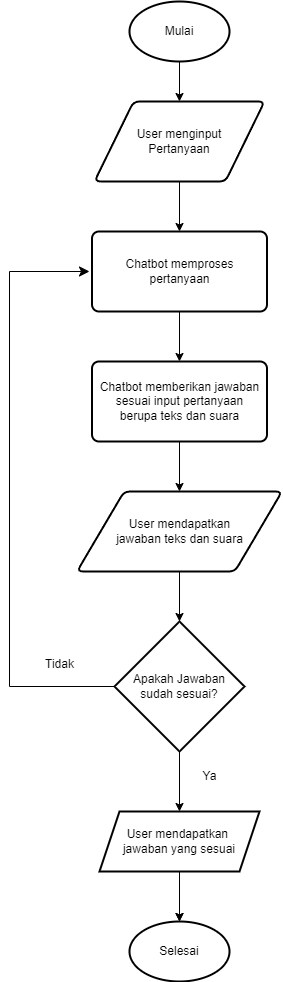 Mulai
User menginput
Pertanyaan
Chatbot memproses
pertanyaan
Chatbot memberikan jawaban
sesuai input pertanyaan
berupa teks dan suara
User mendapatkan
jawaban teks dan suara
Apakah Jawaban
sudah sesuai?
Tidak
Ya
User mendapatkan
jawaban yang sesuai
Selesai